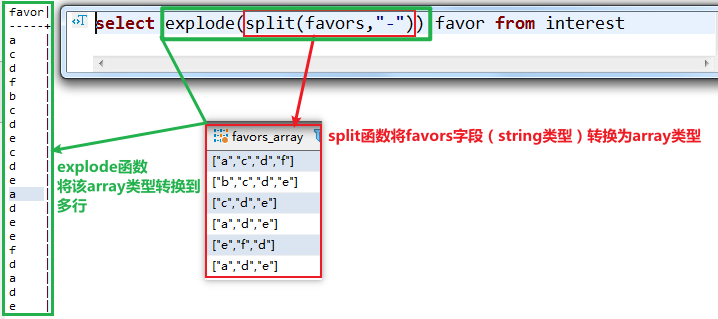 favor|
-----+
a
c
d
f
b
c
d
e
c
d
e
a
d
e
e
f
d
a
d
e
select explode(split(favors,"-")) favor from interest
favors_array
["a","c","d","f"]
["b","c","d","e"]
["c","d","e"]
["a","d","e"]
["e","f","d"]
["a","d","e"]
split函数将favors字段（string类型）转换为array类型
explode函数
将该array类型转换到
多行